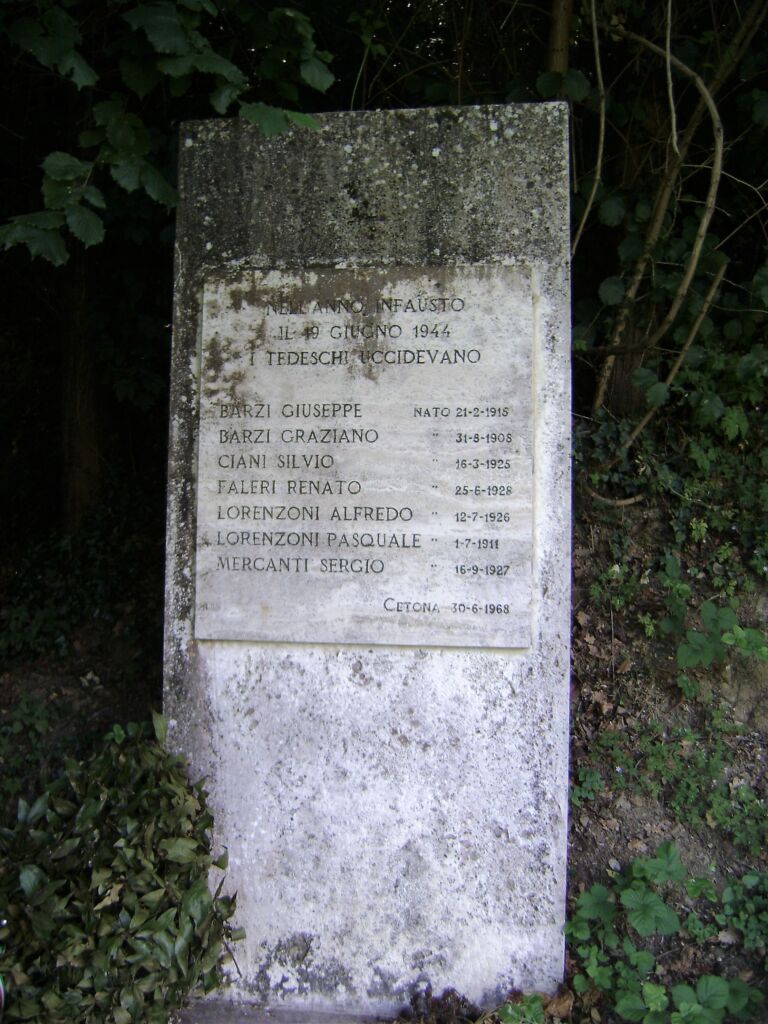 NELL'ANNO INFAUSTO
IL 19 GIUGNO 1944
I TEDESCHI UCCIDEVANO
BARZI GIUSEPPE NATO 21-2-1915
BARZI GRAZIANO " 31-8-1908
CIANI SILVIO " 16-3-1925
FALERI RENATO " 25-6-1928
LORENZONI ALFREDO " 12-7-1926
LORENZONI PASQUALE " 1-7-1911
MERCANTI SERGIO " 16-9-1927
CETONA 30-6-1968